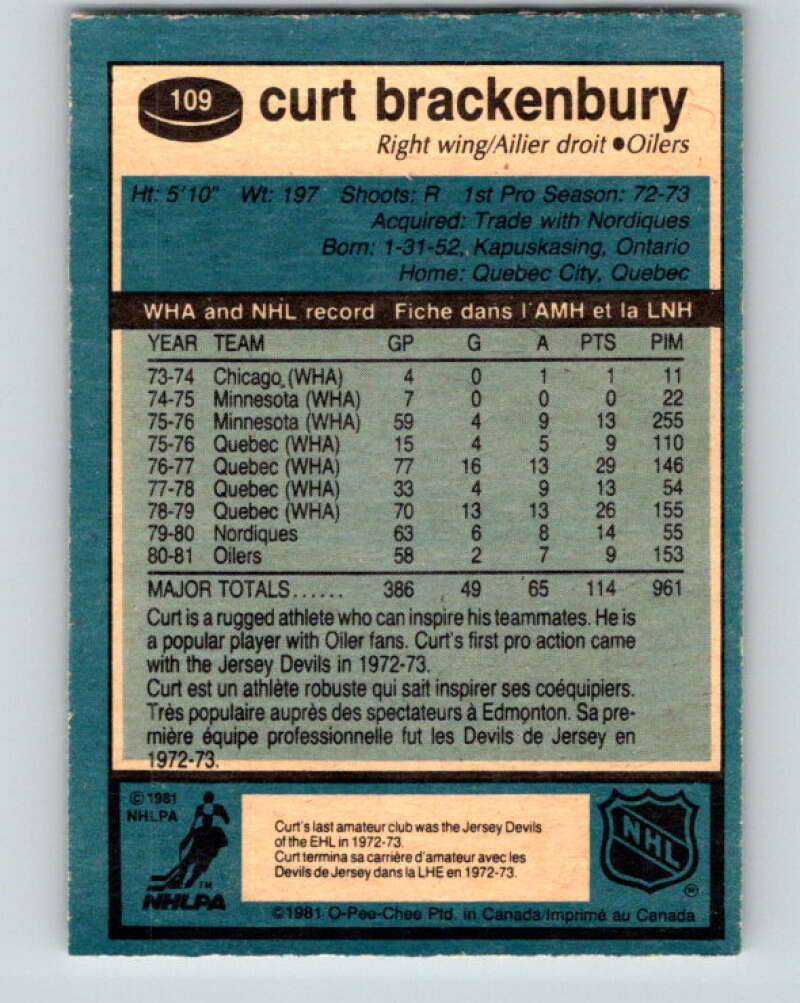 109 curt brackenbury
Right wing/Ailier droit ●Oilers
Ht: 5'10" Wt: 197 Shoots: R 1st Pro Season: 72-73
Acquired: Trade with Nordiques
Born: 1-31-52, Kapuskasing, Ontario
Home: Quebec City, Quebec
WHA and NHL record Fiche dans l'AMH et la LNH
YEAR TEAM GP G A PTS PIM
73-74 Chicago (WHA) 4 0 1 1 11
74-75 Minnesota (WHA) 7 0 0 0 22
75-76 Minnesota (WHA) 59 4 9 13 255
75-76 Quebec (WHA) 15 4 5 9 110
76-77 Quebec (WHA) 77 16 13 29 146
77-78 Quebec (WHA) 33 4 9 13 54
78-79 Quebec (WHA) 70 13 13 26 155
79-80 Nordiques 63 6 8 14 55
80-81 Oilers 58 2 7 9 153
MAJOR TOTALS...... 386 49 65 114 961
Curt is a rugged athlete who can inspire his teammates. He is
a popular player with Oiler fans. Curt's first pro action came
with the Jersey Devils in 1972-73.
Curt est un athlète robuste qui sait inspirer ses coéquipiers.
Très populaire auprès des spectateurs à Edmonton. Sa pre-
mière équipe professionnelle fut les Devils de Jersey en
1972-73.
©1981
NHLPA
TM
NHLPA
Curt's last amateur club was the Jersey Devils
of the EHL in 1972-73.
Curt termina sa carrière d'amateur avec les
Devils de Jersey dans la LHE en 1972-73.
NHL
®
©1981 O-Pee-Chee Ptd. in Canada/Imprimé au Canada